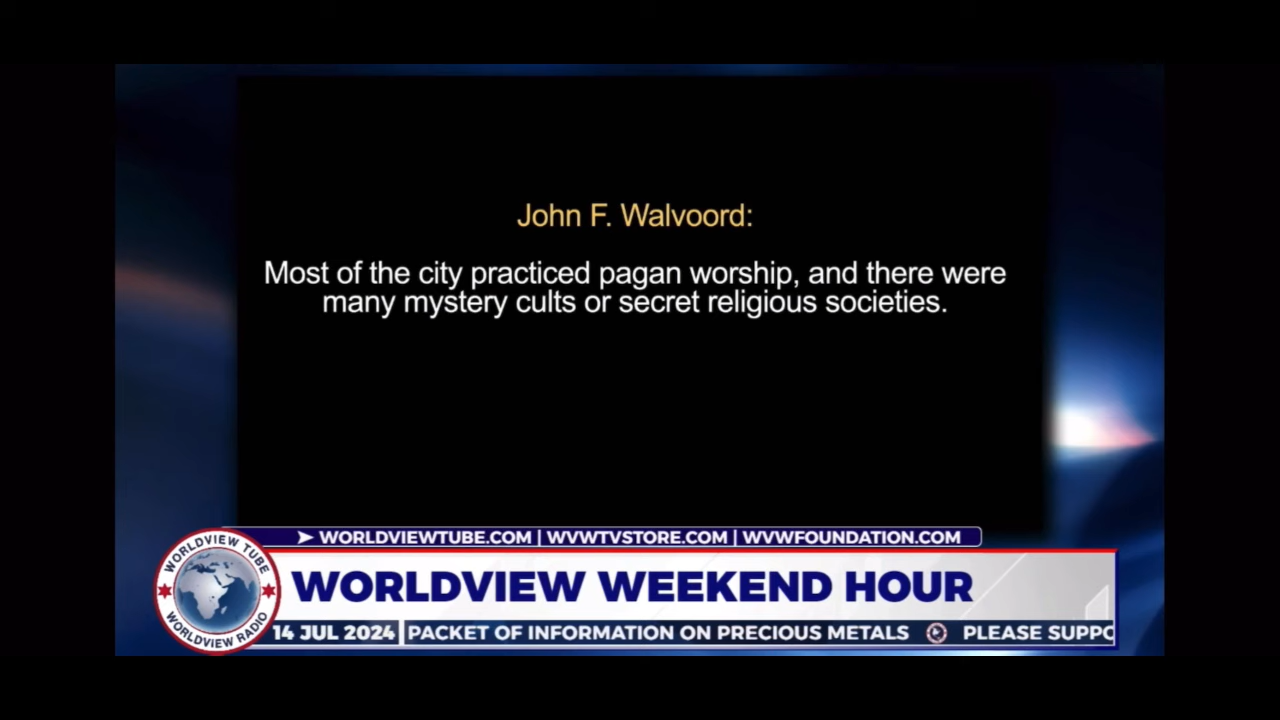 John F. Walvoord:
Most of the city practiced pagan worship, and there were
many mystery cults or secret religious societies.
➤ WORLDVIEWTUBE.COM | WVWTVSTORE.COM | WVWFOUNDATION.COM
WORLDVIEW TUBE
WORLDVIEW RADIO
WORLDVIEW WEEKEND HOUR
14 JUL 2024 PACKET OF INFORMATION ON PRECIOUS METALS PLEASE SUPPO